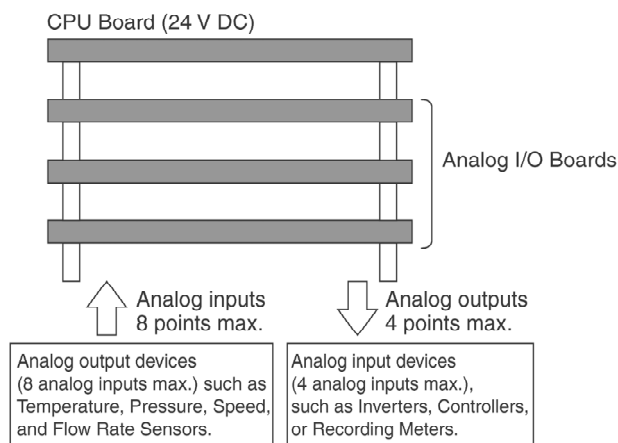 CPU Board (24 V DC)
Analog I/O Boards
Analog inputs
8 points max.
Analog outputs
4 points max.
Analog output devices
(8 analog inputs max.) such as
Temperature, Pressure, Speed,
and Flow Rate Sensors.
Analog input devices
(4 analog inputs max.),
such as Inverters, Controllers,
or Recording Meters.